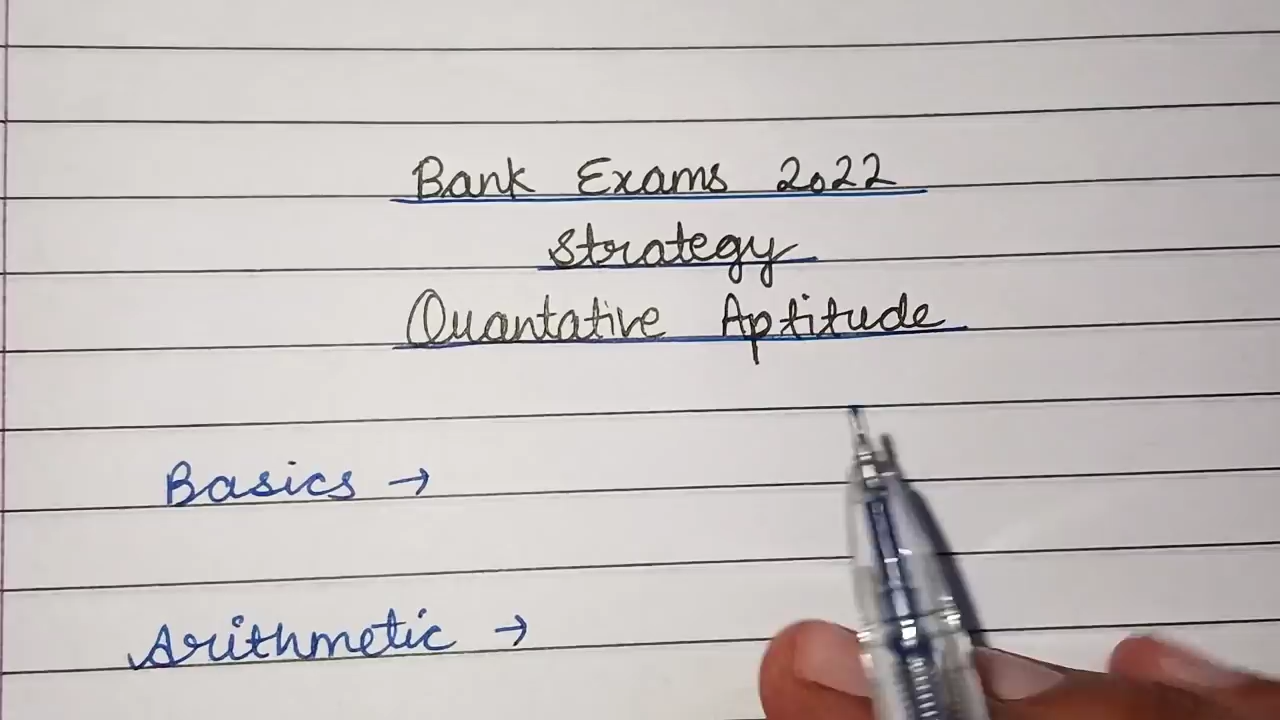 Bank Exams 2022
Strategy
Quantative Aptitude
Basics →
Arithmetic →